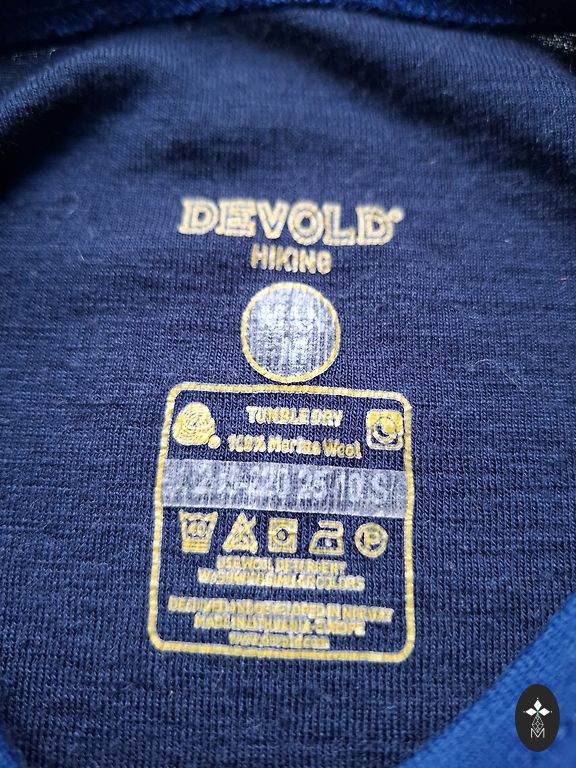 DEVOLD®
HIKING
TUMBLE DRY
100% Merino Wool
40
P
USE WOOL DETERGENT
WASH WITH SIMILAR COLORS
DESIGNED AND DEVELOPED IN NORWAY
MADE IN LITHUANIA - EUROPE
www.devold.com
M